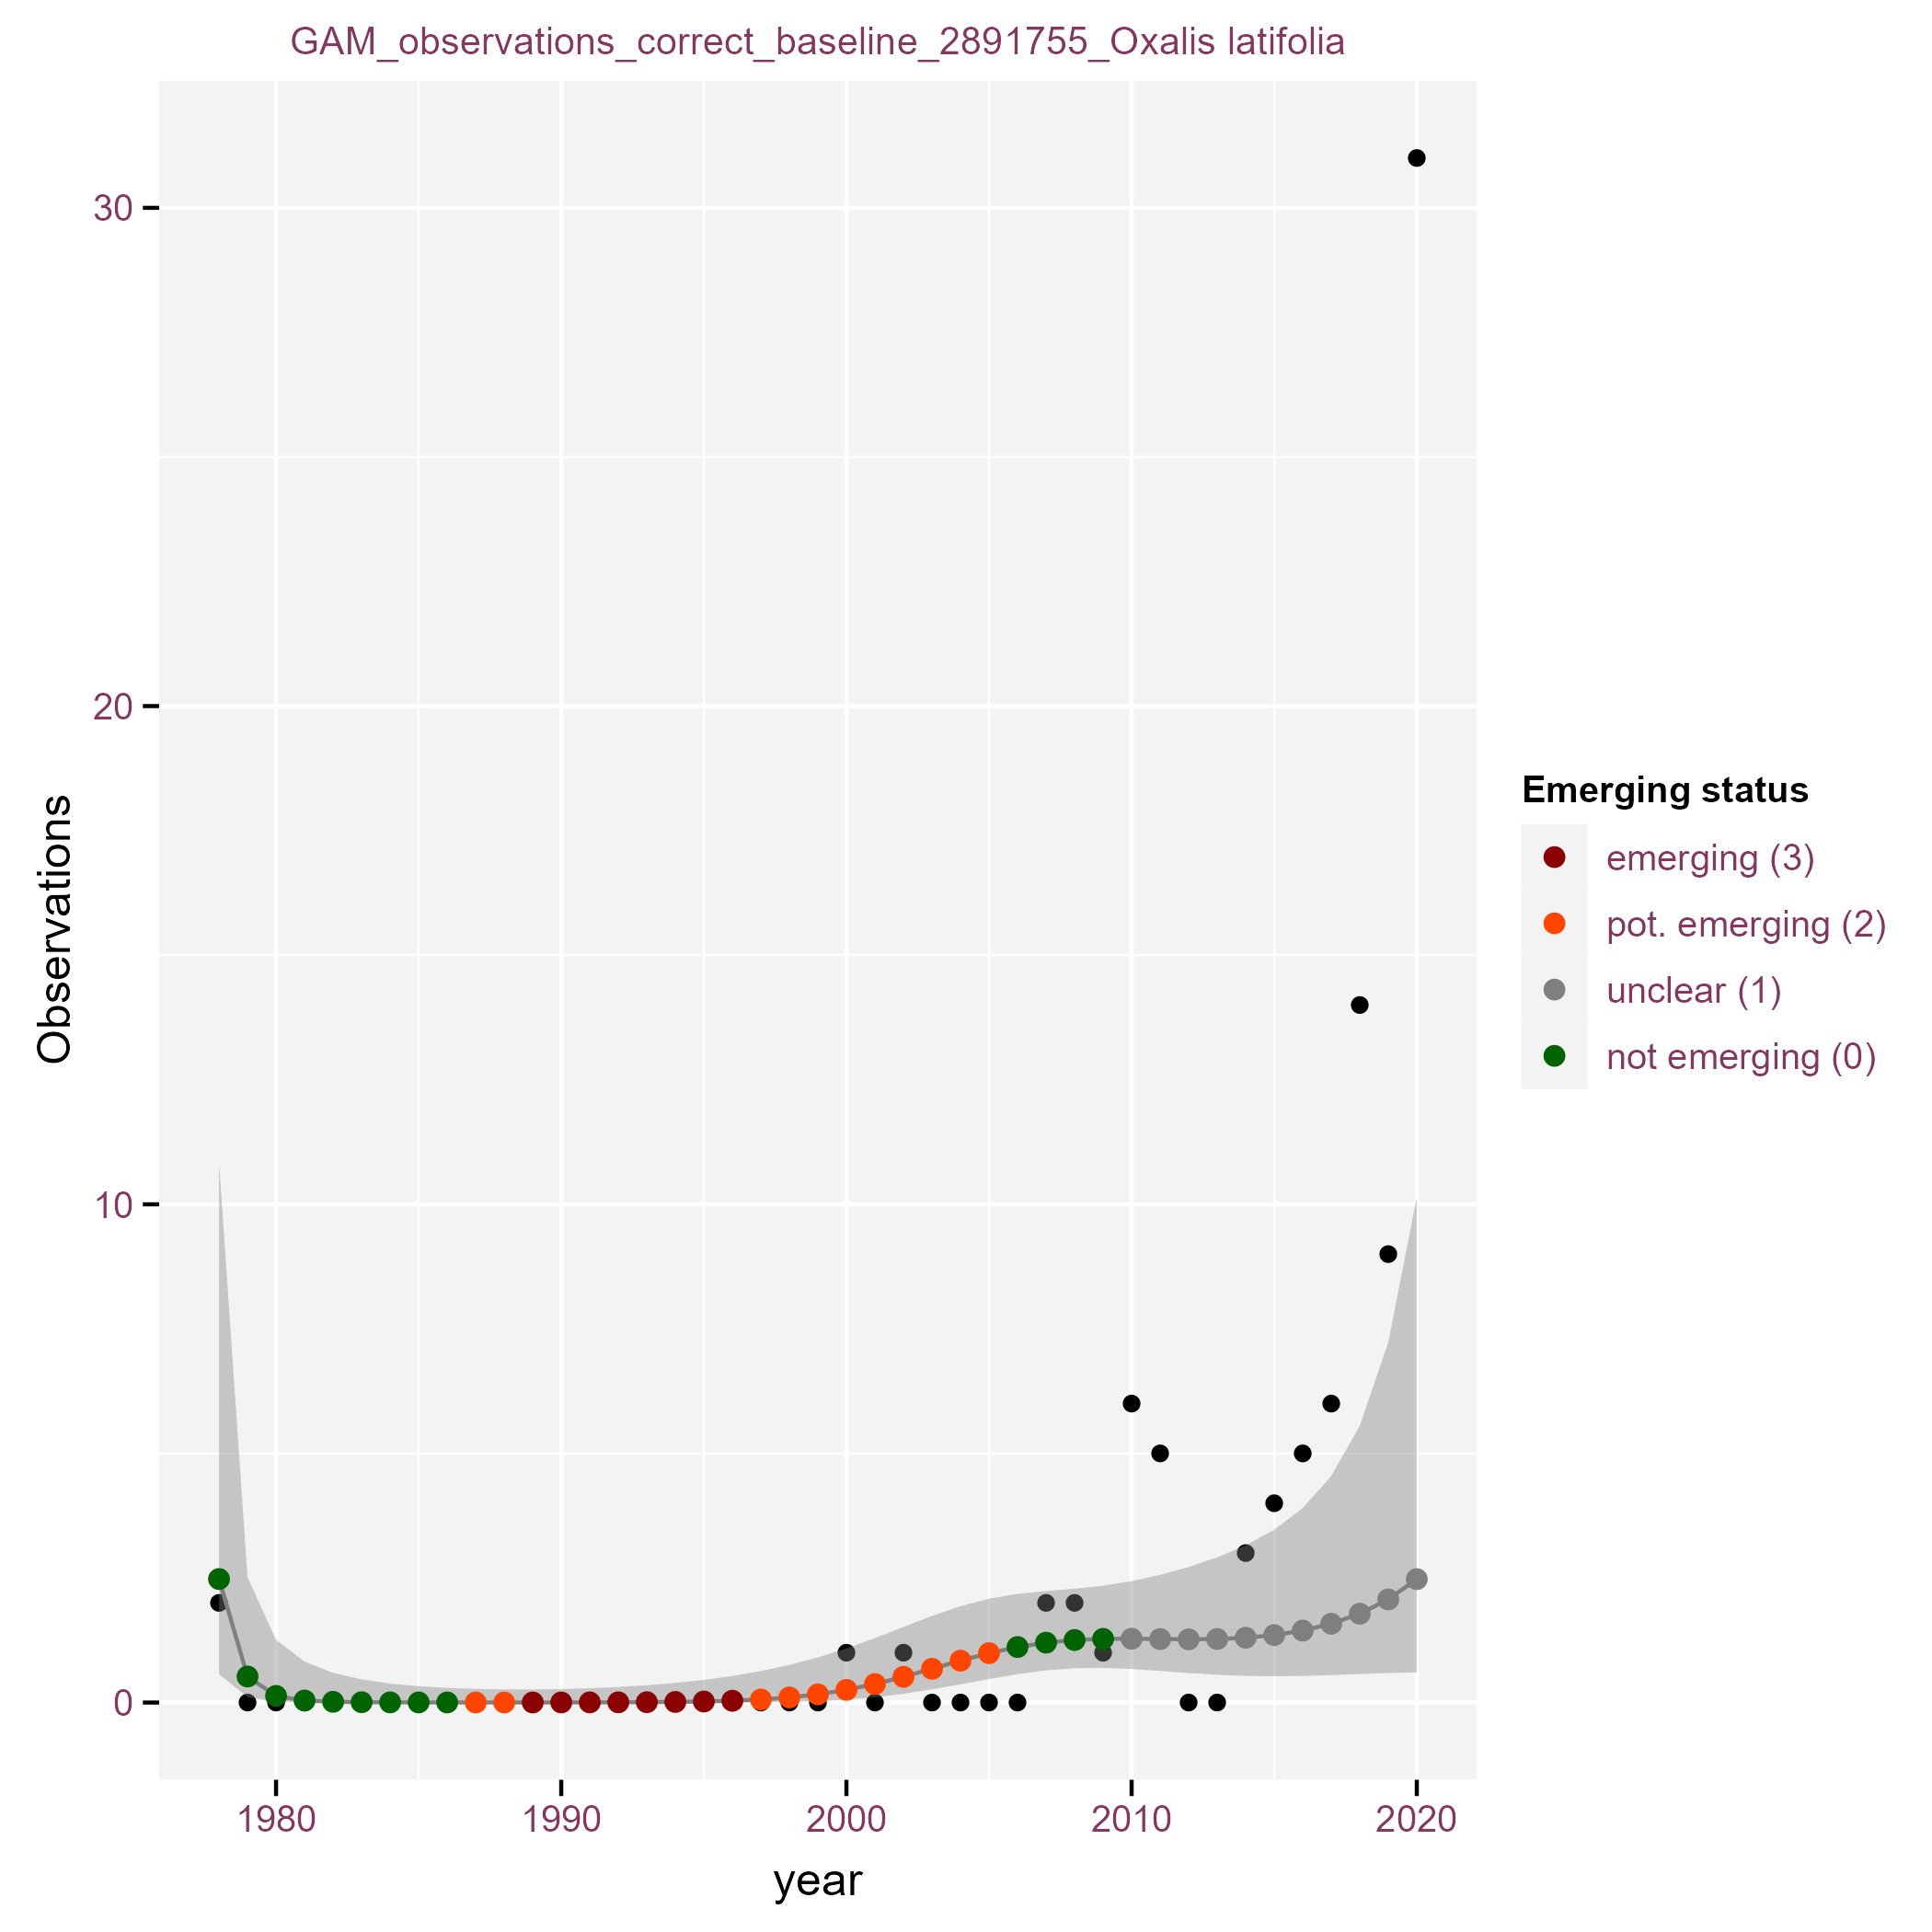 GAM_observations_correct_baseline_2891755_Oxalis latifolia
30
20
10
0
Observations
1980 1990 2000 2010 2020
year
Emerging status
emerging (3)
pot. emerging (2)
unclear (1)
not emerging (0)